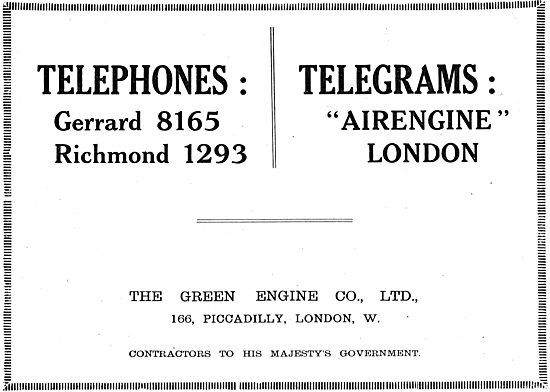 TELEPHONES :
Gerrard 8165
Richmond 1293
TELEGRAMS :
"AIRENGINE"
LONDON
THE GREEN ENGINE CO., LTD.,
166, PICCADILLY, LONDON, W.
CONTRACTORS TO HIS MAJESTY'S GOVERNMENT.